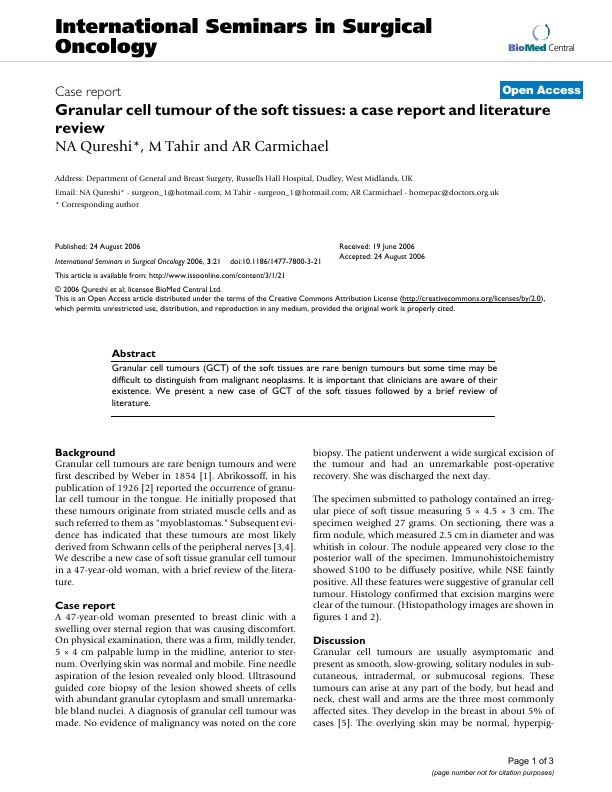 International Seminars in Surgical
Oncology
BioMed Central
Case report
Open Access
Granular cell tumour of the soft tissues: a case report and literature
review
NA Qureshi*, M Tahir and AR Carmichael
Address: Department of General and Breast Surgery, Russells Hall Hospital, Dudley, West Midlands, UK
Email: NA Qureshi* - surgeon_1@hotmail.com; M Tahir - surgeon_1@hotmail.com; AR Carmichael - homepac@doctors.org.uk
* Corresponding author
Published: 24 August 2006
International Seminars in Surgical Oncology 2006, 3:21 doi:10.1186/1477-7800-3-21
Received: 19 June 2006
Accepted: 24 August 2006
This article is available from: http://www.issoonline.com/content/3/1/21
© 2006 Qureshi et al; licensee BioMed Central Ltd.
This is an Open Access article distributed under the terms of the Creative Commons Attribution License (http://creativecommons.org/licenses/by/2.0),
which permits unrestricted use, distribution, and reproduction in any medium, provided the original work is properly cited.
Abstract
Granular cell tumours (GCT) of the soft tissues are rare benign tumours but some time may be
difficult to distinguish from malignant neoplasms. It is important that clinicians are aware of their
existence. We present a new case of GCT of the soft tissues followed by a brief review of
literature.
Background
Granular cell tumours are rare benign tumours and were
first described by Weber in 1854 [1]. Abrikossoff, in his
publication of 1926 [2] reported the occurrence of granu-
lar cell tumour in the tongue. He initially proposed that
these tumours originate from striated muscle cells and as
such referred to them as "myoblastomas." Subsequent evi-
dence has indicated that these tumours are most likely
derived from Schwann cells of the peripheral nerves [3,4].
We describe a new case of soft tissue granular cell tumour
in a 47-year-old woman, with a brief review of the litera-
ture.
Case report
A 47-year-old woman presented to breast clinic with a
swelling over sternal region that was causing discomfort.
On physical examination, there was a firm, mildly tender,
5 × 4 cm palpable lump in the midline, anterior to ster-
num. Overlying skin was normal and mobile. Fine needle
aspiration of the lesion revealed only blood. Ultrasound
guided core biopsy of the lesion showed sheets of cells
with abundant granular cytoplasm and small unremarka-
ble bland nuclei. A diagnosis of granular cell tumour was
made. No evidence of malignancy was noted on the core
biopsy. The patient underwent a wide surgical excision of
the tumour and had an unremarkable post-operative
recovery. She was discharged the next day.
The specimen submitted to pathology contained an irreg-
ular piece of soft tissue measuring 5 × 4.5 × 3 cm. The
specimen weighed 27 grams. On sectioning, there was a
firm nodule, which measured 2.5 cm in diameter and was
whitish in colour. The nodule appeared very close to the
posterior wall of the specimen. Immunohistoichemistry
showed S100 to be diffusely positive, while NSE faintly
positive. All these features were suggestive of granular cell
tumour. Histology confirmed that excision margins were
clear of the tumour. (Histopathology images are shown in
figures 1 and 2).
Discussion
Granular cell tumours are usually asymptomatic and
present as smooth, slow-growing, solitary nodules in sub-
cutaneous, intradermal, or submucosal regions. These
tumours can arise at any part of the body, but head and
neck, chest wall and arms are the three most commonly
affected sites. They develop in the breast in about 5% of
cases [5]. The overlying skin may be normal, hyperpig-
Page 1 of 3
(page number not for citation purposes)